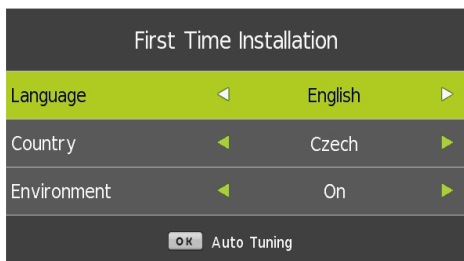 First Time Installation
Language English
Country Czech
Environment On
OK Auto Tuning